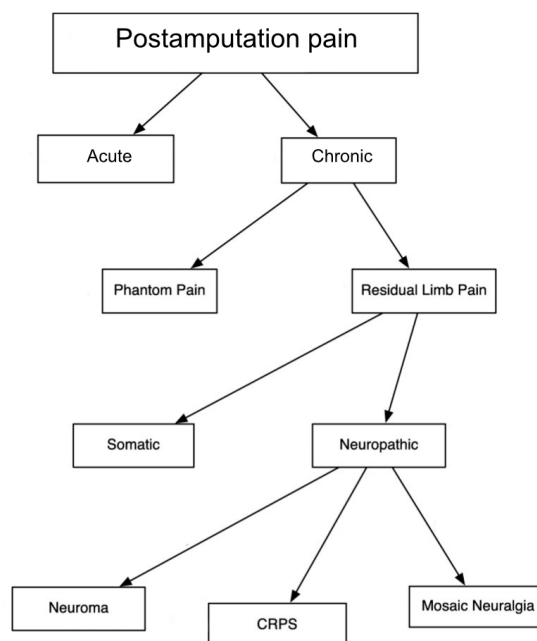 Postamputation pain
Acute
Chronic
Phantom Pain
Residual Limb Pain
Somatic
Neuropathic
Neuroma
CRPS
Mosaic Neuralgia